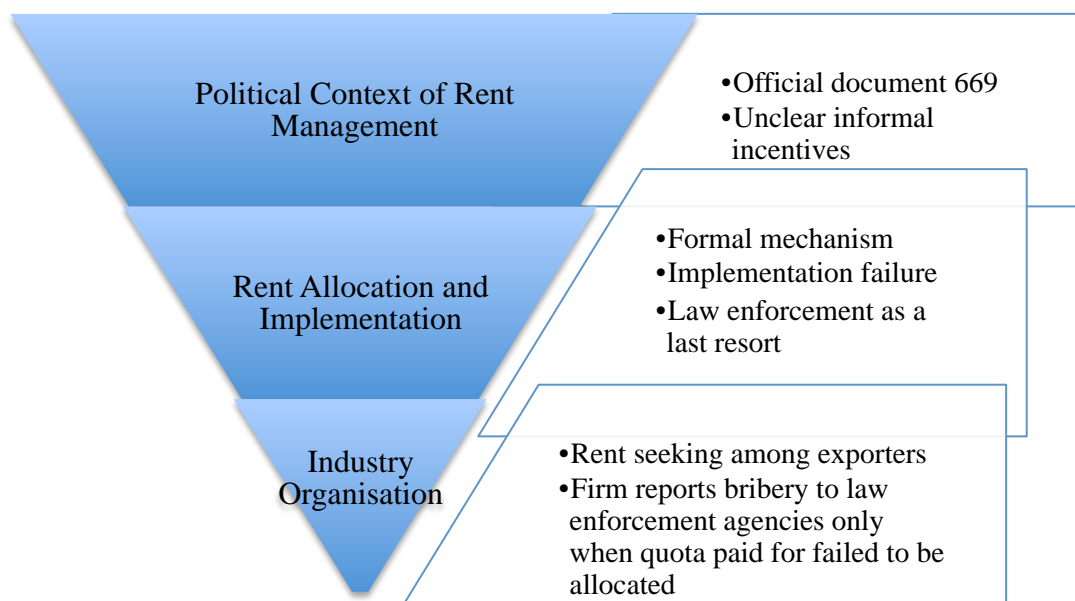 Political Context of Rent
Management
•Official document 669
•Unclear informal
incentives
Rent Allocation and
Implementation
•Formal mechanism
•Implementation failure
•Law enforcement as a
last resort
Industry
Organisation
•Rent seeking among exporters
•Firm reports bribery to law
enforcement agencies only
when quota paid for failed to be
allocated